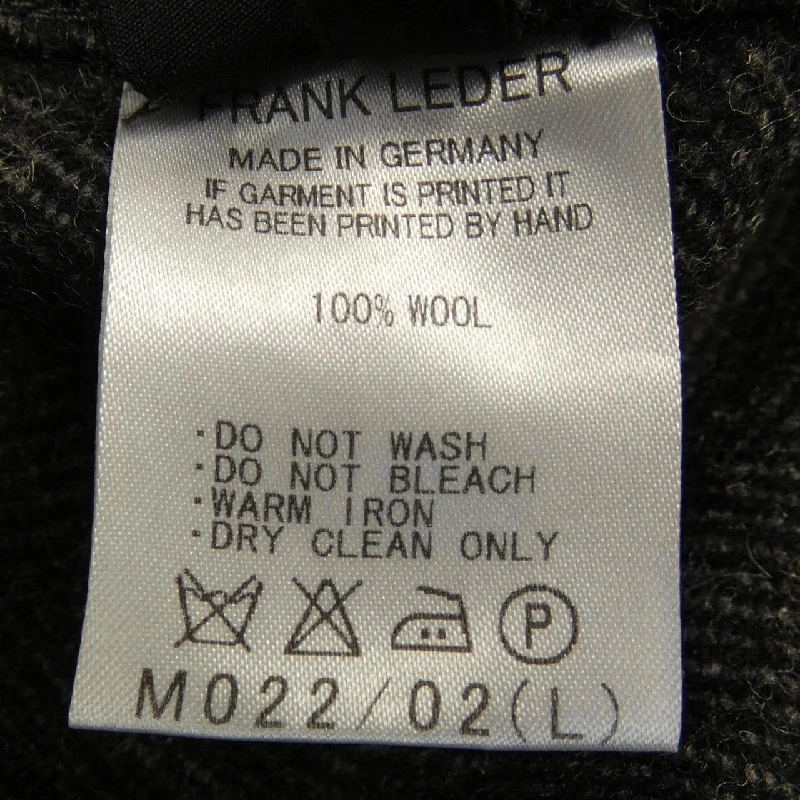 FRANK LEDER
MADE IN GERMANY
IF GARMENT IS PRINTED IT
HAS BEEN PRINTED BY HAND
100% WOOL
·DO NOT WASH
·DO NOT BLEACH
·WARM IRON
·DRY CLEAN ONLY
P
M022/02(L)